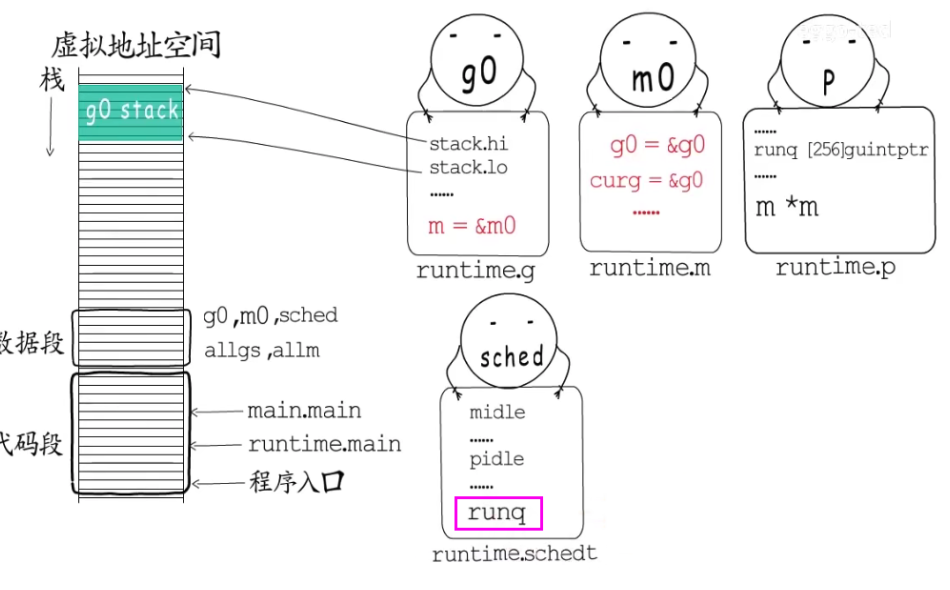 虚拟地址空间
栈
g0 stack
g0
stack.hi
stack.lo
......
m = &m0
runtime.g
m0
g0 = &g0
curg = &g0
......
runtime.m
p
......
runq [256]guintptr
......
m *m
runtime.p
数据段
g0,m0,sched
allgs,allm
代码段
main.main
runtime.main
程序入口
sched
midle
......
pidle
......
runq
runtime.schedt